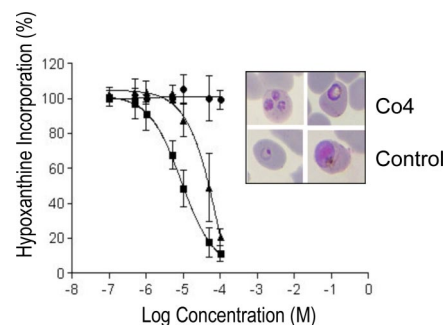 Hypoxanthine Incorporation (%)
120
100
80
60
40
20
0
-8 -7 -6 -5 -4 -3 -2 -1 0
Log Concentration (M)
Co4
Control